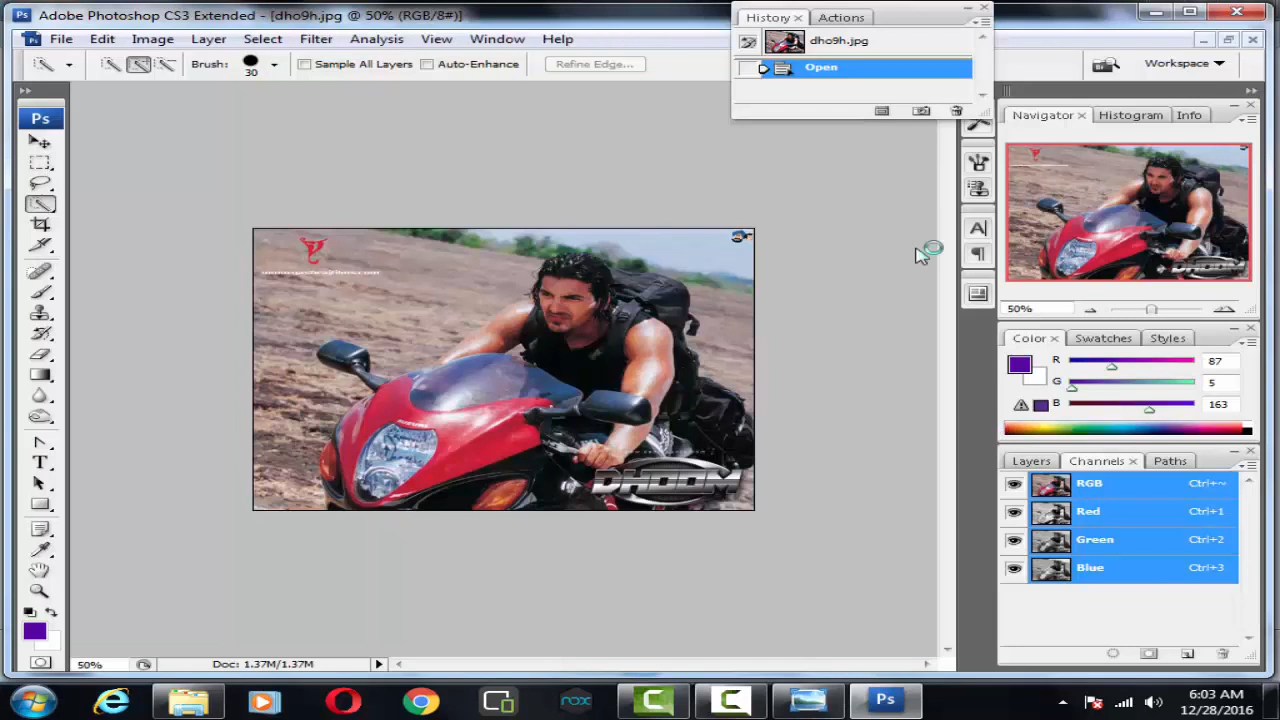 Adobe Photoshop CS3 Extended - [dho9h.jpg @ 50% (RGB/8#)]
File Edit Image Layer Select Filter Analysis View Window Help
Brush: 30 Sample All Layers Auto-Enhance Refine Edge... Workspace
History Actions
dho9h.jpg
Open
Ps
Navigator Histogram Info
50%
Color Swatches Styles
R 87
G 5
B 163
Layers Channels Paths
RGB Ctrl+~
Red Ctrl+1
Green Ctrl+2
Blue Ctrl+3
DHOOM
50% Doc: 1.37M/1.37M
nox
Ps
6:03 AM
12/28/2016